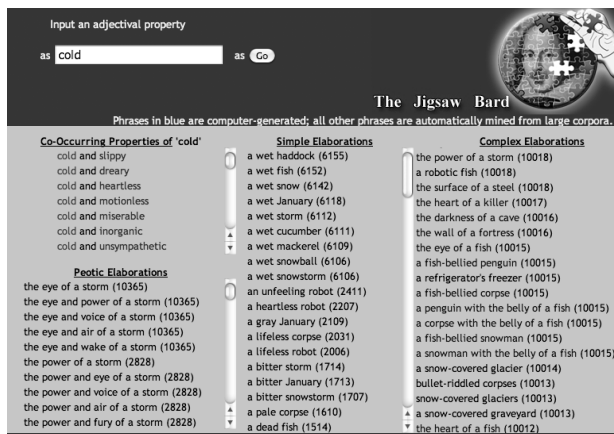 Input an adjectival property
as cold as Go
The Jigsaw Bard
Phrases in blue are computer-generated; all other phrases are automatically mined from large corpora.
Co-Occurring Properties of 'cold'
cold and slippy
cold and dreary
cold and heartless
cold and motionless
cold and miserable
cold and inorganic
cold and unsympathetic
Peotic Elaborations
the eye of a storm (10365)
the eye and power of a storm (10365)
the eye and voice of a storm (10365)
the eye and air of a storm (10365)
the eye and wake of a storm (10365)
the power of a storm (2828)
the power and eye of a storm (2828)
the power and voice of a storm (2828)
the power and air of a storm (2828)
the power and fury of a storm (2828)
Simple Elaborations
a wet haddock (6155)
a wet fish (6152)
a wet snow (6142)
a wet January (6118)
a wet storm (6112)
a wet cucumber (6111)
a wet mackerel (6109)
a wet snowball (6106)
a wet snowstorm (6106)
an unfeeling robot (2411)
a heartless robot (2207)
a gray January (2109)
a lifeless corpse (2031)
a lifeless robot (2006)
a bitter storm (1714)
a bitter January (1713)
a bitter snowstorm (1707)
a pale corpse (1610)
a dead fish (1514)
Complex Elaborations
the power of a storm (10018)
a robotic fish (10018)
the surface of a steel (10018)
the heart of a killer (10017)
the darkness of a cave (10016)
the wall of a fortress (10016)
the eye of a fish (10015)
a fish-bellied penguin (10015)
a refrigerator's freezer (10015)
a fish-bellied corpse (10015)
a penguin with the belly of a fish (10015)
a corpse with the belly of a fish (10015)
a fish-bellied snowman (10015)
a snowman with the belly of a fish (10015)
a snow-covered glacier (10014)
bullet-riddled corpses (10013)
snow-covered glaciers (10013)
a snow-covered graveyard (10013)
the heart of a fish (10012)